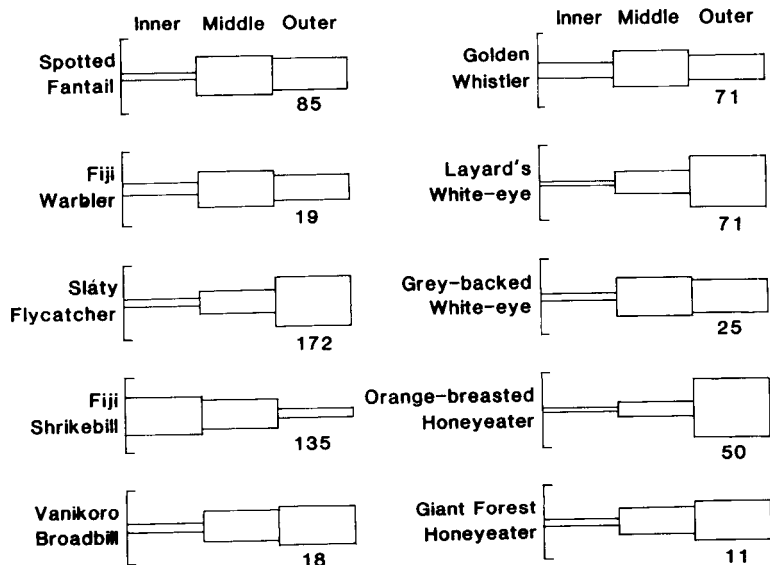 Inner Middle Outer
Spotted
Fantail
85
Fiji
Warbler
19
Sláty
Flycatcher
172
Fiji
Shrikebill
135
Vanikoro
Broadbill
18
Inner Middle Outer
Golden
Whistler
71
Layard's
White-eye
71
Grey-backed
White-eye
25
Orange-breasted
Honeyeater
50
Giant Forest
Honeyeater
11